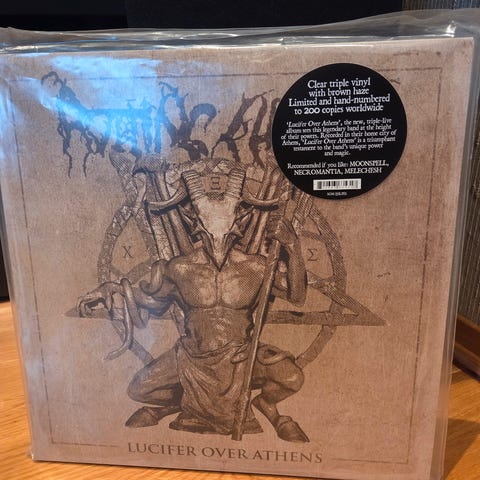 Clear triple vinyl
with brown haze
Limited and hand-numbered
to 200 copies worldwide
'Lucifer Over Athens', the new, triple-live
album sets this legendary band at the height
of their powers. Recorded in their home city of
Athens, 'Lucifer Over Athens' is a triumphant
testament to the band's unique power
and magic.
Recommended if you like: MOONSPELL,
NECROMANTIA, MELECHESH
Ξ
X
Σ
LUCIFER OVER ATHENS